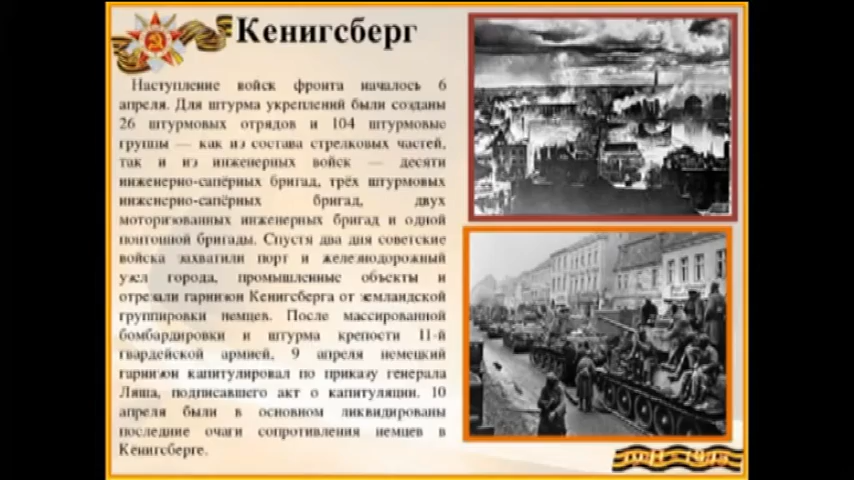 Кенигсберг
Наступление войск фронта началось 6
апреля. Для штурма укреплений были созданы
26 штурмовых отрядов и 104 штурмовые
группы — как из состава стрелковых частей,
так и из инженерных войск — десяти
инженерно-сапёрных бригад, трёх штурмовых
инженерно-сапёрных бригад, двух
моторизованных инженерных бригад и одной
понтонной бригады. Спустя два дня советские
войска захватили порт и железнодорожный
узел города, промышленные объекты и
отрезали гарнизон Кенигсберга от земландской
группировки немцев. После массированной
бомбардировки и штурма крепости 11-й
гвардейской армией, 9 апреля немецкий
гарнизон капитулировал по приказу генерала
Ляша, подписавшего акт о капитуляции. 10
апреля были в основном ликвидированы
последние очаги сопротивления немцев в
Кенигсберге.